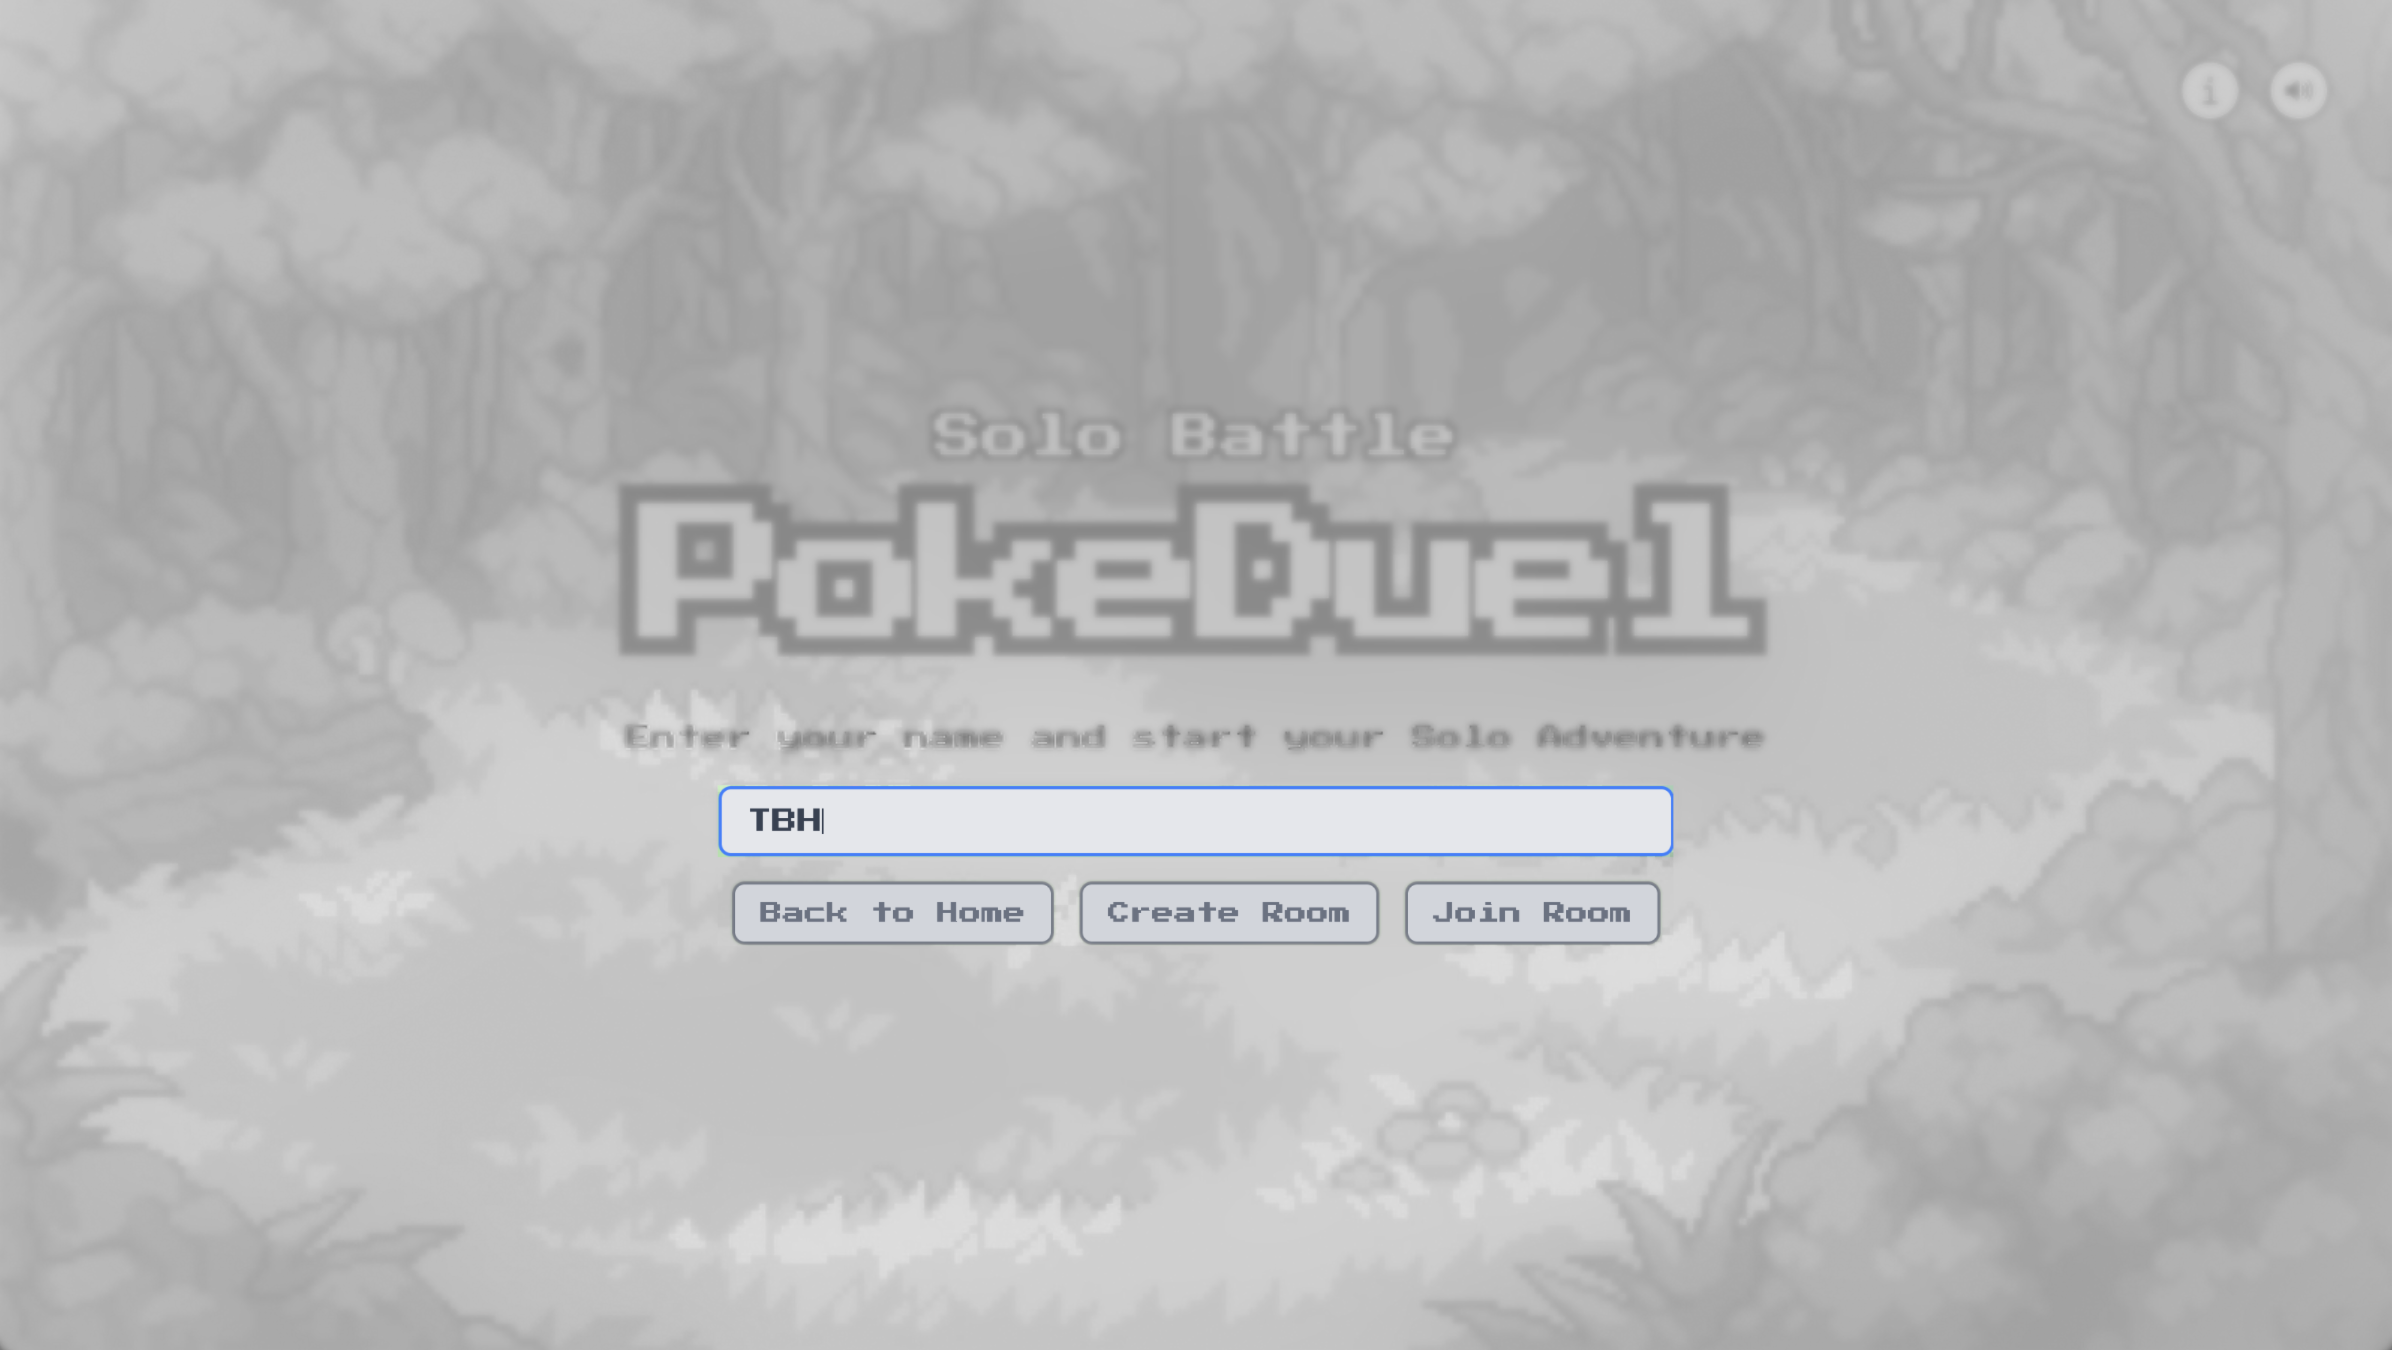 Solo Battle
PokeDuel
Enter your name and start your Solo Adventure
TBH
Back to Home
Create Room
Join Room